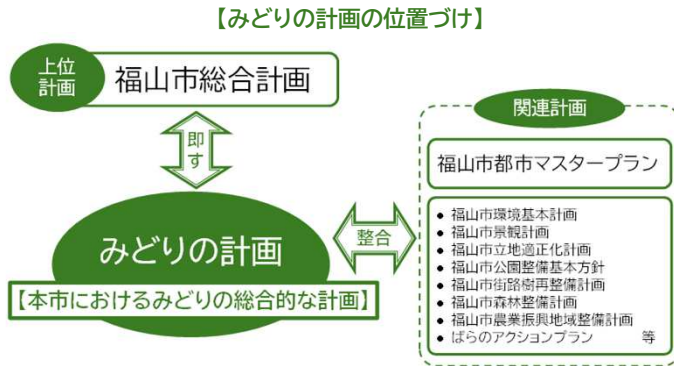 【みどりの計画の位置づけ】
上位
計画
福山市総合計画
即
す
みどりの計画
【本市におけるみどりの総合的な計画】
整合
関連計画
福山市都市マスタープラン
● 福山市環境基本計画
● 福山市景観計画
● 福山市立地適正化計画
● 福山市公園整備基本方針
● 福山市街路樹再整備計画
● 福山市森林整備計画
● 福山市農業振興地域整備計画
● ばらのアクションプラン 等